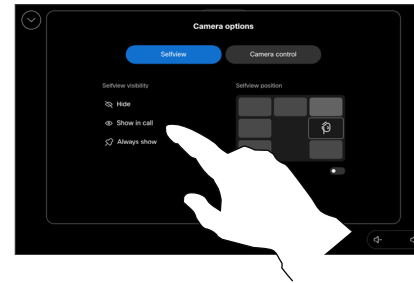 Camera options
Selfview
Camera control
Selfview visibility
Selfview position
Hide
Show in call
Always show